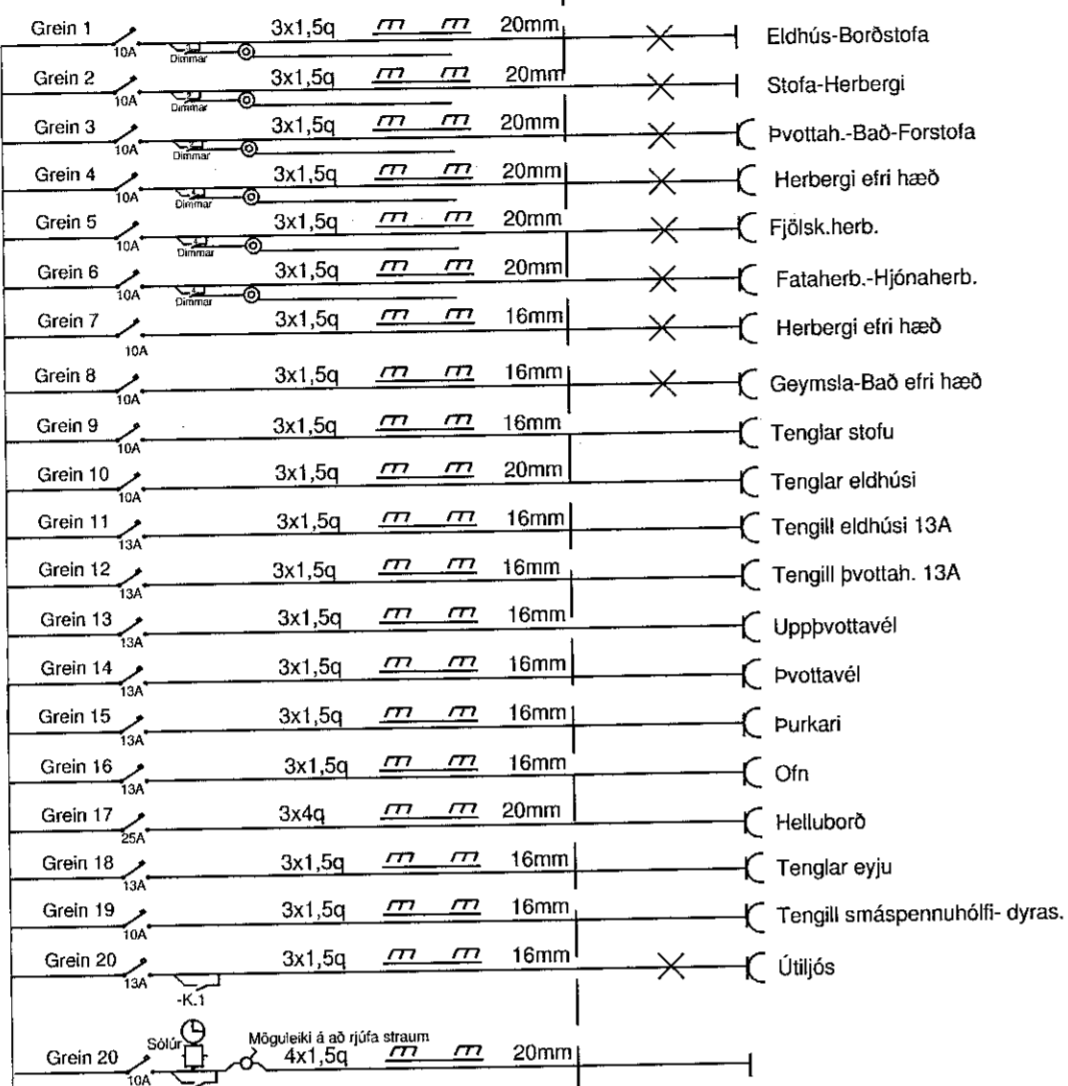 Grein 1 10A Dimmar 3x1,5q 20mm Eldhús-Borðstofa
Grein 2 10A Dimmar 3x1,5q 20mm Stofa-Herbergi
Grein 3 10A Dimmar 3x1,5q 20mm Þvottah.-Bað-Forstofa
Grein 4 10A Dimmar 3x1,5q 20mm Herbergi efri hæð
Grein 5 10A Dimmar 3x1,5q 20mm Fjölsk.herb.
Grein 6 10A Dimmar 3x1,5q 20mm Fataherb.-Hjónaherb.
Grein 7 10A 3x1,5q 16mm Herbergi efri hæð
Grein 8 10A 3x1,5q 16mm Geymsla-Bað efri hæð
Grein 9 10A 3x1,5q 16mm Tenglar stofu
Grein 10 10A 3x1,5q 20mm Tenglar eldhúsi
Grein 11 13A 3x1,5q 16mm Tengill eldhúsi 13A
Grein 12 13A 3x1,5q 16mm Tengill þvottah. 13A
Grein 13 13A 3x1,5q 16mm Uppþvottavél
Grein 14 13A 3x1,5q 16mm Þvottavél
Grein 15 13A 3x1,5q 16mm Þurkari
Grein 16 13A 3x1,5q 16mm Ofn
Grein 17 25A 3x4q 20mm Helluborð
Grein 18 13A 3x1,5q 16mm Tenglar eyju
Grein 19 10A 3x1,5q 16mm Tengill smáspennuhólfi- dyras.
Grein 20 13A -K.1 3x1,5q 16mm Útiljós
Sólúr Möguleiki á að rjúfa straum
Grein 20 10A 4x1,5q 20mm